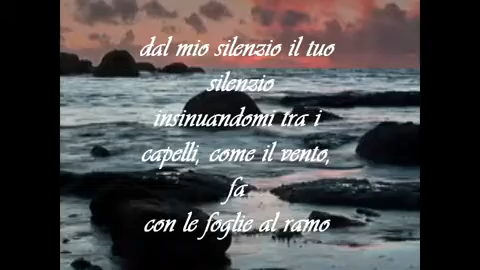 dal mio silenzio il tuo
silenzio
insinuandomi tra i
capelli, come il vento,
fa
con le foglie al ramo